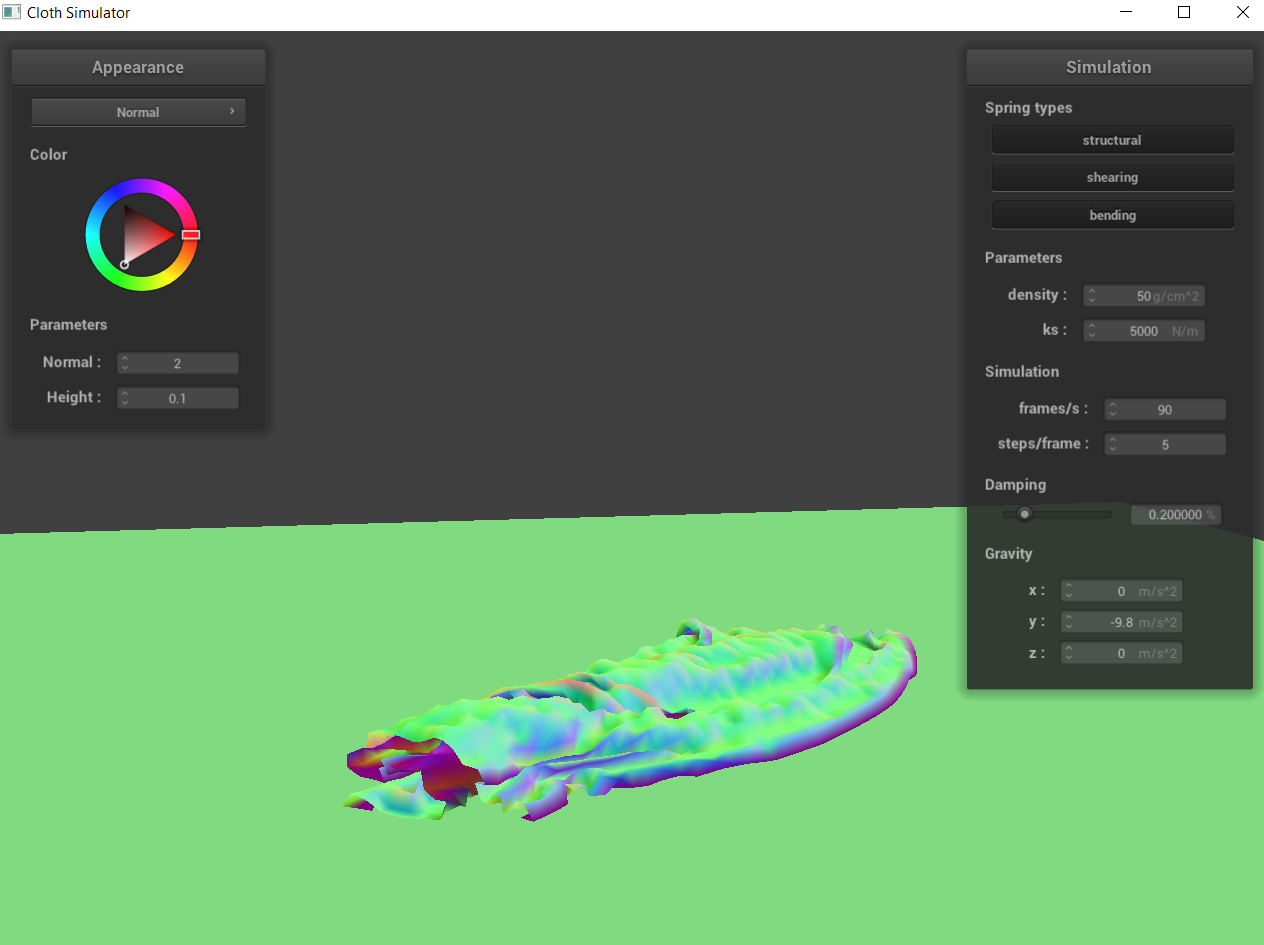 Cloth Simulator
Appearance
Normal
Color
Parameters
Normal : 2
Height : 0.1
Simulation
Spring types
structural
shearing
bending
Parameters
density : 50 g/cm^2
ks : 5000 N/m
Simulation
frames/s : 90
steps/frame : 5
Damping
0.200000 %
Gravity
x : 0 m/s^2
y : -9.8 m/s^2
z : 0 m/s^2